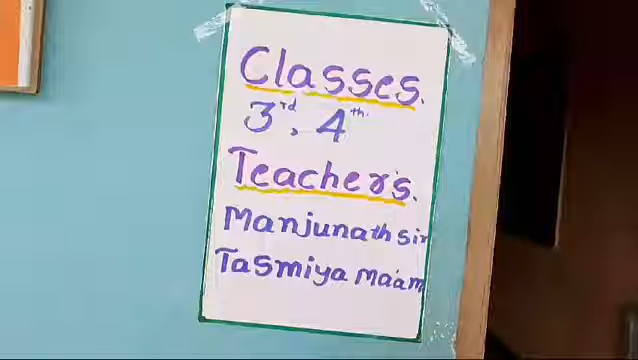 Classes.
3rd, 4th.
Teachers.
Manjunath sir
Tasmiya ma'am